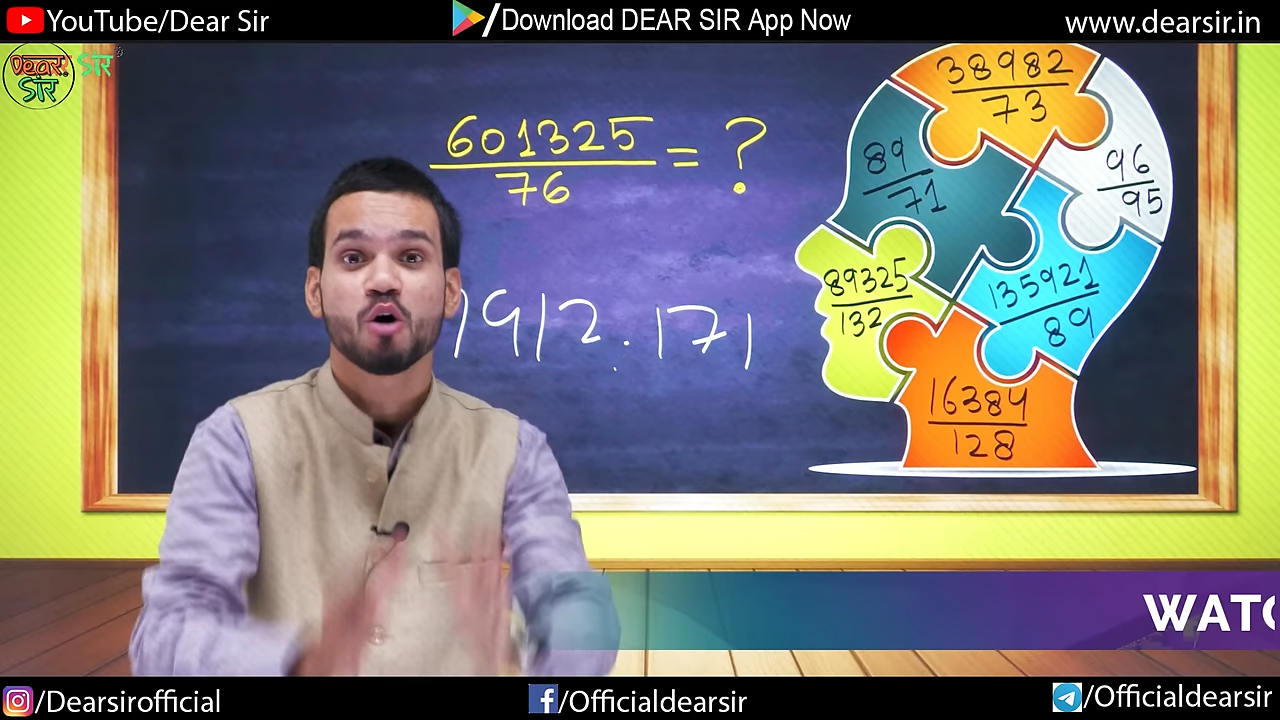 YouTube/Dear Sir
/Download DEAR SIR App Now
www.dearsir.in
Dear Sir
Sir
601325
76
= ?
1912.171
38982
73
89
71
96
95
89325
132
135921
89
16384
128
WATC
/Dearsirofficial
/Officialdearsir
/Officialdearsir